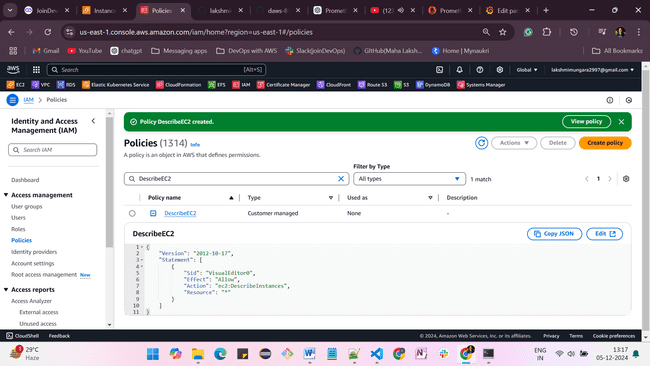 JoinDev
Instanc
Policies
lakshmi
daws-8
Promet
(12
Prometh
Edit pa
us-east-1.console.aws.amazon.com/iam/home?region=us-east-1#/policies
Gmail
YouTube
chatgpt
Messaging apps
DevOps with AWS
Slack(joinDevOps)
GitHub(Maha Laksh...
Home | Mynaukri
All Bookmarks
aws
Search
[Alt+S]
Global
lakshmimungara2997@gmail.com
EC2
VPC
RDS
Elastic Kubernetes Service
CloudFormation
EFS
IAM
Certificate Manager
CloudFront
Route 53
S3
DynamoDB
Systems Manager
IAM > Policies
Identity and Access
Management (IAM)
Search IAM
Dashboard
Access management
User groups
Users
Roles
Policies
Identity providers
Account settings
Root access management New
Access reports
Access Analyzer
External access
Unused access
Policy DescribeEC2 created.
View policy
Policies (1314) Info
A policy is an object in AWS that defines permissions.
Actions
Delete
Create policy
Filter by Type
DescribeEC2
All types
1 match
1
Policy name
Type
Used as
Description
DescribeEC2
Customer managed
None
-
DescribeEC2
Copy JSON
Edit
1 {
2 "Version": "2012-10-17",
3 "Statement": [
4 {
5 "Sid": "VisualEditor0",
6 "Effect": "Allow",
7 "Action": "ec2:DescribeInstances",
8 "Resource": "*"
9 }
10 ]
11 }
CloudShell
Feedback
© 2024, Amazon Web Services, Inc. or its affiliates.
Privacy
Terms
Cookie preferences
29°C
Haze
ENG
IN
13:17
05-12-2024